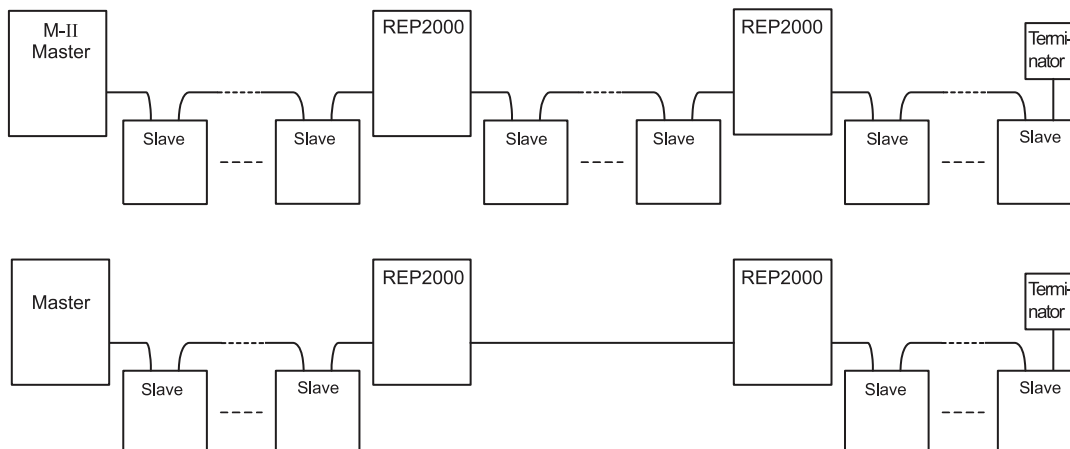 M-II
Master
REP2000
REP2000
Termi-
nator
Slave
Slave
Slave
Slave
Slave
Slave
Master
REP2000
REP2000
Termi-
nator
Slave
Slave
Slave
Slave